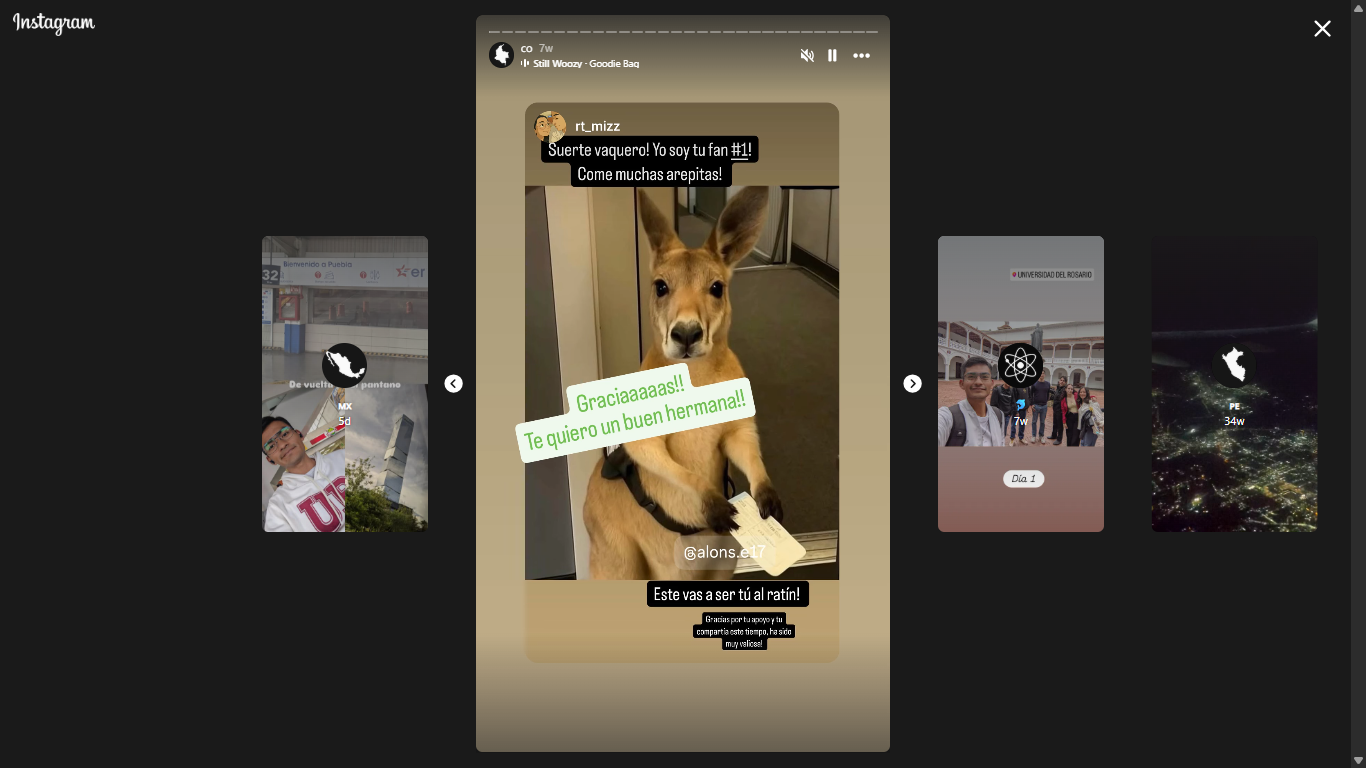 Instagram
co 7w
Still Woozy · Goodie Bag
rt_mizz
Suerte vaquero! Yo soy tu fan #1!
Come muchas arepitas!
Graciaaaaas!!
Te quiero un buen hermana!!
@alons.e17
Este vas a ser tú al ratín!
Gracias por tu apoyo y tu
compartía este tiempo, ha sido
muy valiosa!
32
Bienvenido a Puebla
er
De vuelta pantano
MX
5d
UNIVERSIDAD DEL ROSARIO
7w
Día 1
PE
34w